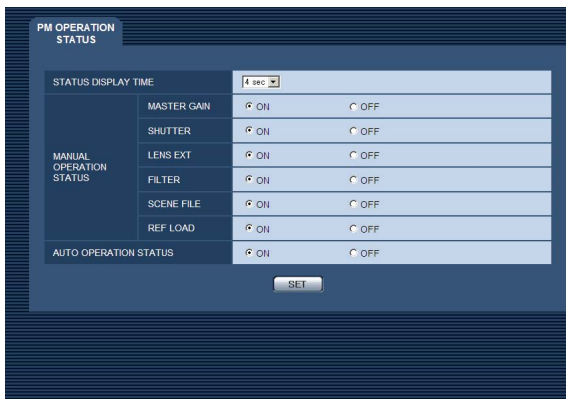 PM OPERATION
STATUS
STATUS DISPLAY TIME
4 sec
MANUAL
OPERATION
STATUS
MASTER GAIN ON OFF
SHUTTER ON OFF
LENS EXT ON OFF
FILTER ON OFF
SCENE FILE ON OFF
REF LOAD ON OFF
AUTO OPERATION STATUS ON OFF
SET